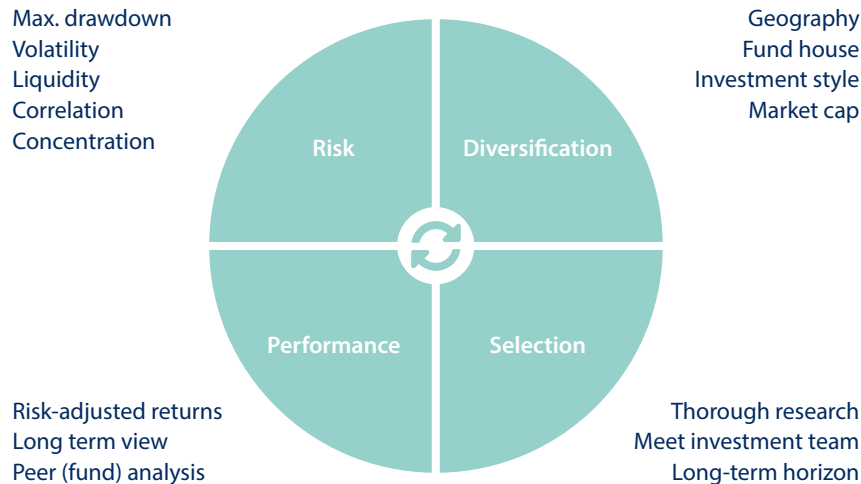 Max. drawdown
Volatility
Liquidity
Correlation
Concentration
Geography
Fund house
Investment style
Market cap
Risk
Diversification
Performance
Selection
Risk-adjusted returns
Long term view
Peer (fund) analysis
Thorough research
Meet investment team
Long-term horizon